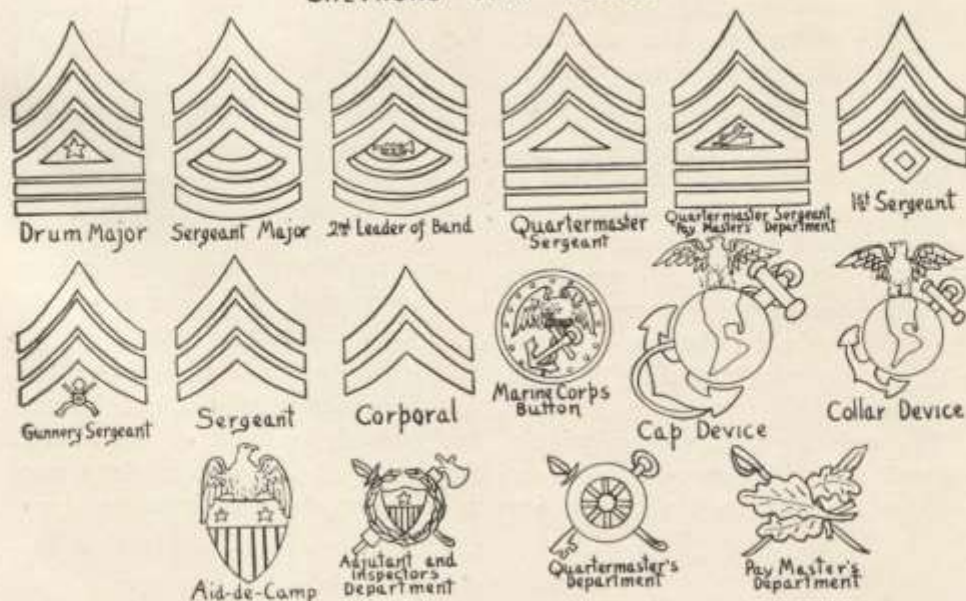 Drum Major
Sergeant Major
2nd Leader of Band
Quartermaster
Sergeant
Quartermaster Sergeant
Pay Master's Department
1st Sergeant
Gunnery Sergeant
Sergeant
Corporal
Marine Corps
Button
Cap Device
Collar Device
Aid-de-Camp
Adjutant and
Inspectors
Department
Quartermaster's
Department
Pay Master's
Department